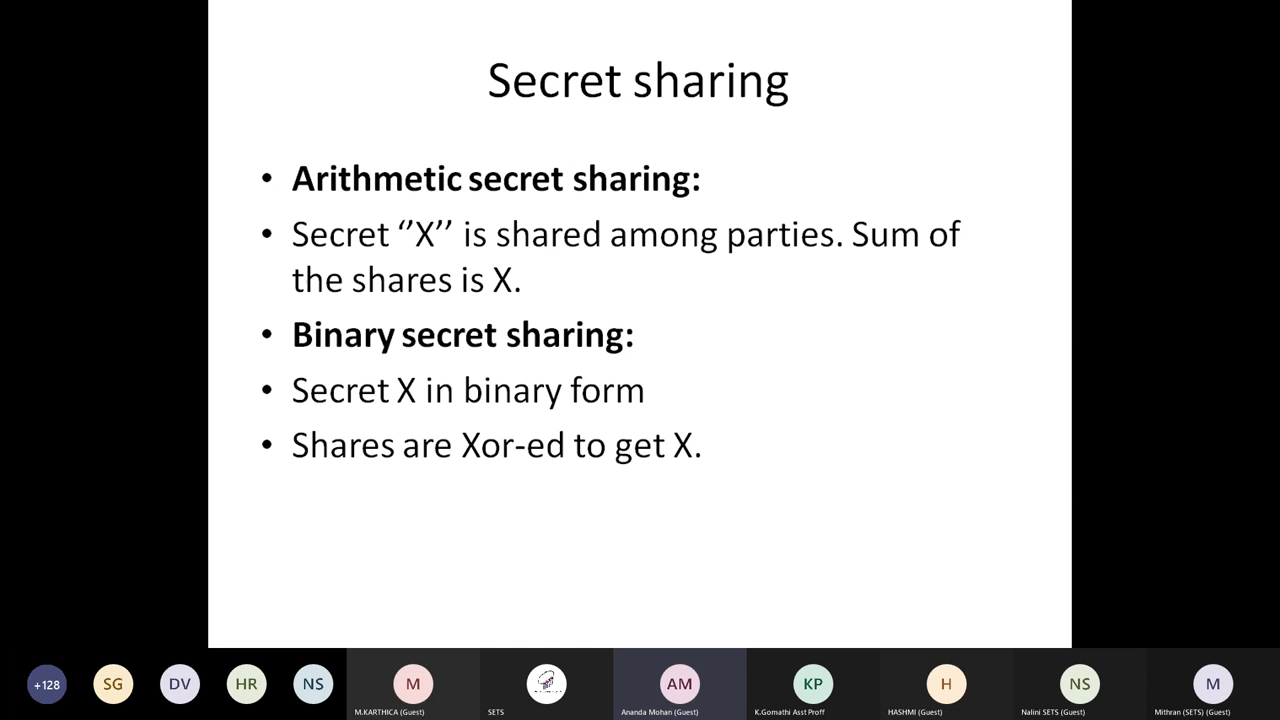 Secret sharing
• Arithmetic secret sharing:
• Secret ‘’X’’ is shared among parties. Sum of
the shares is X.
• Binary secret sharing:
• Secret X in binary form
• Shares are Xor-ed to get X.
+128
SG
DV
HR
NS
M
AM
KP
H
NS
M
M.KARTHICA (Guest)
SETS
Ananda Mohan (Guest)
K.Gomathi Asst Proff
HASHMI (Guest)
Nalini SETS (Guest)
Mithran (SETS) (Guest)